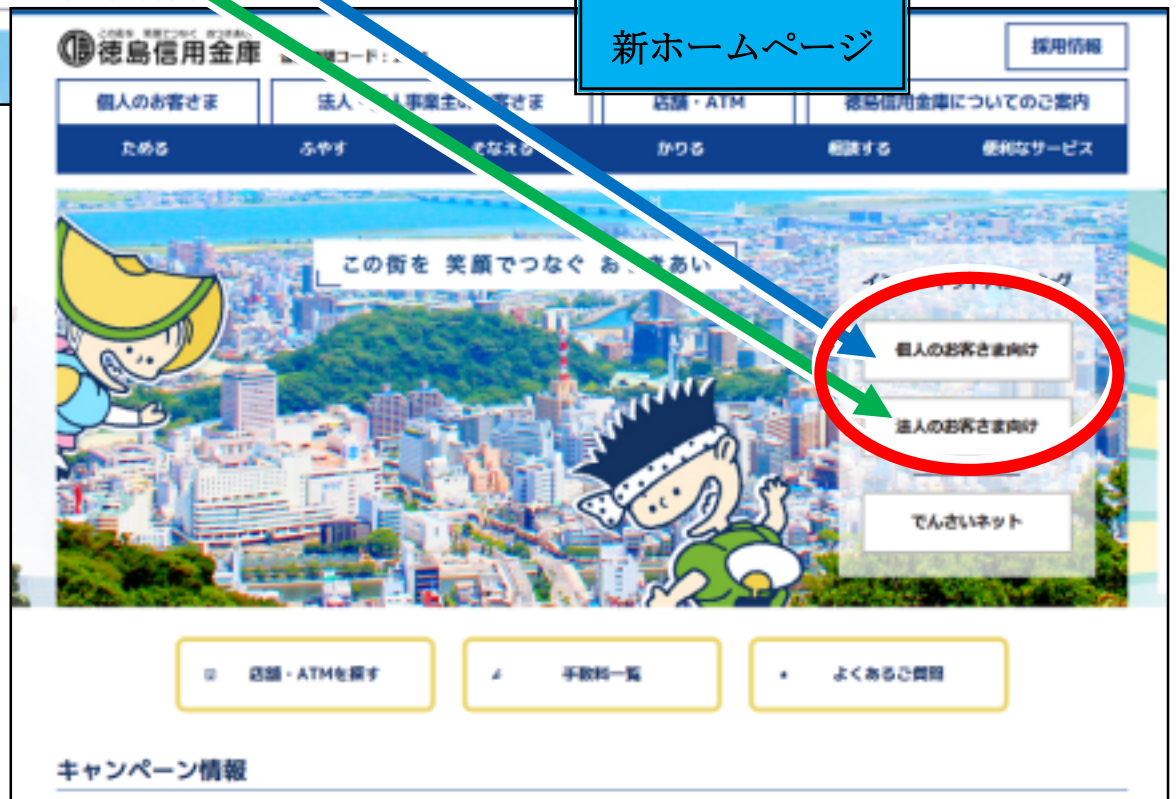 新ホームページ
徳島信用金庫
採用情報
個人のお客さま
店舗・ATM
徳島信用金庫についてのご案内
ためる
ふやす
そなえる
かりる
相談する
便利なサービス
この街を 笑顔でつなぐ
個人のお客さま向け
法人のお客さま向け
でんさいネット
店舗・ATMを探す
手数料一覧
よくあるご質問
キャンペーン情報